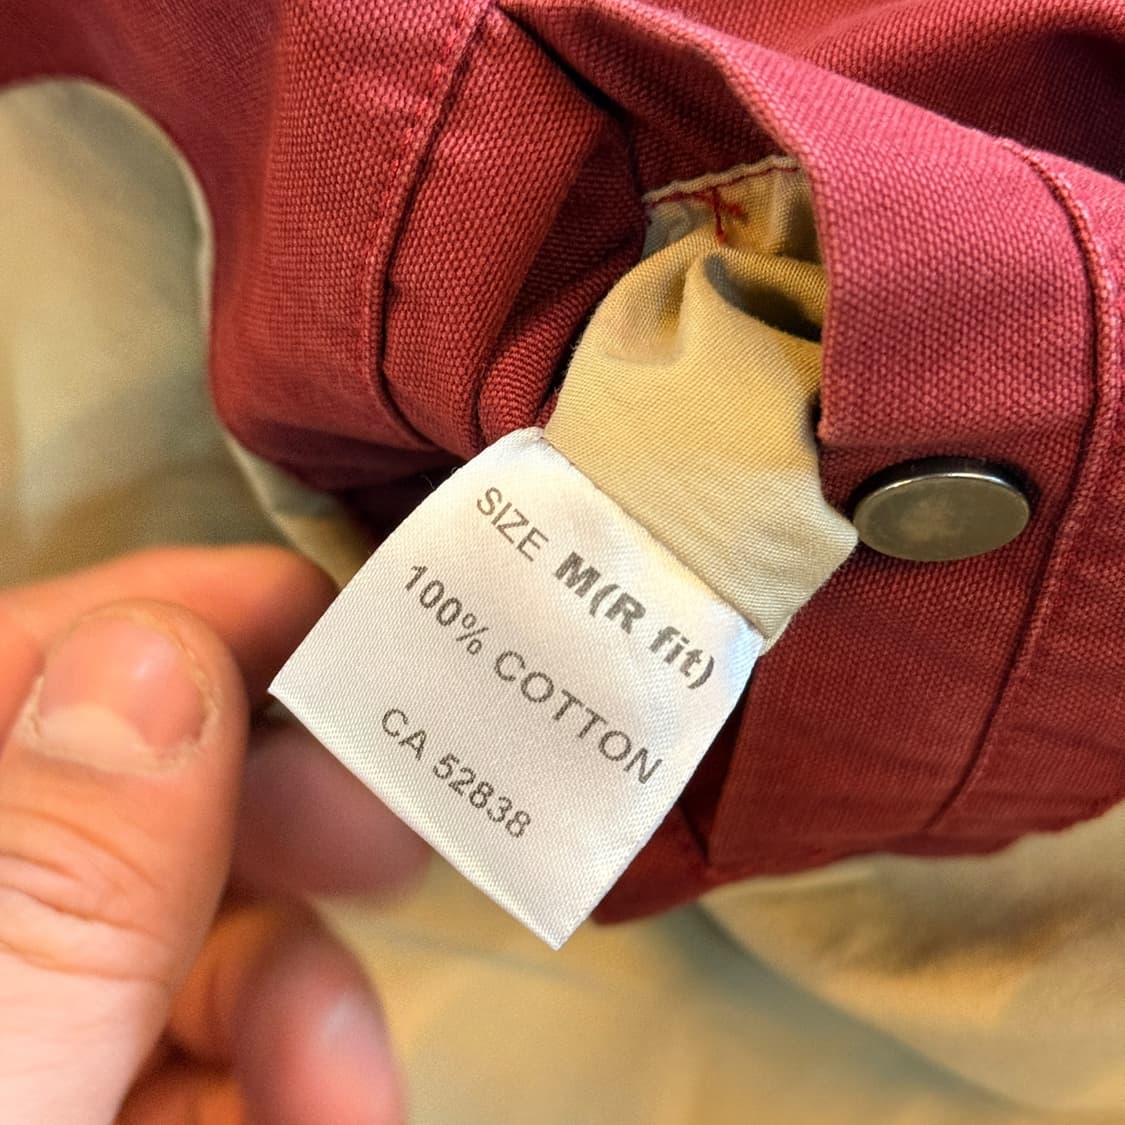 SIZE M(R fit)
100% COTTON
CA 52838